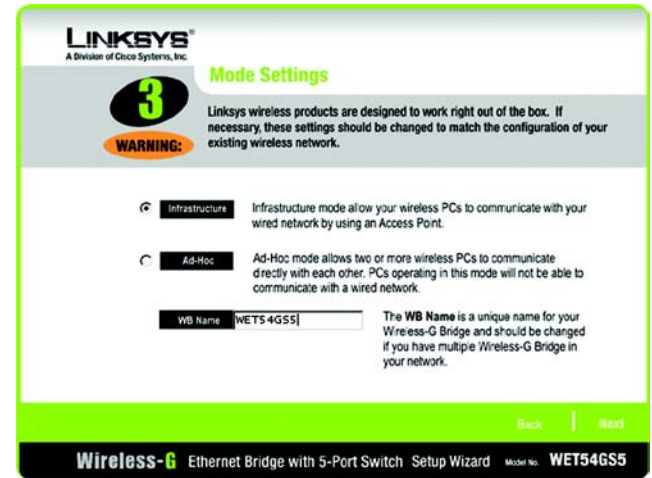 LINKSYS®
A Division of Cisco Systems, Inc.
Mode Settings
3
WARNING:
Linksys wireless products are designed to work right out of the box. If
necessary, these settings should be changed to match the configuration of your
existing wireless network.
Infrastructure
Infrastructure mode allow your wireless PCs to communicate with your
wired network by using an Access Point.
Ad-Hoc
Ad-Hoc mode allows two or more wireless PCs to communicate
directly with each other. PCs operating in this mode will not be able to
communicate with a wired network.
WB Name
WET54GS5
The WB Name is a unique name for your
Wireless-G Bridge and should be changed
if you have multiple Wireless-G Bridge in
your network.
Back | Next
Wireless-G Ethernet Bridge with 5-Port Switch Setup Wizard Model No. WET54GS5